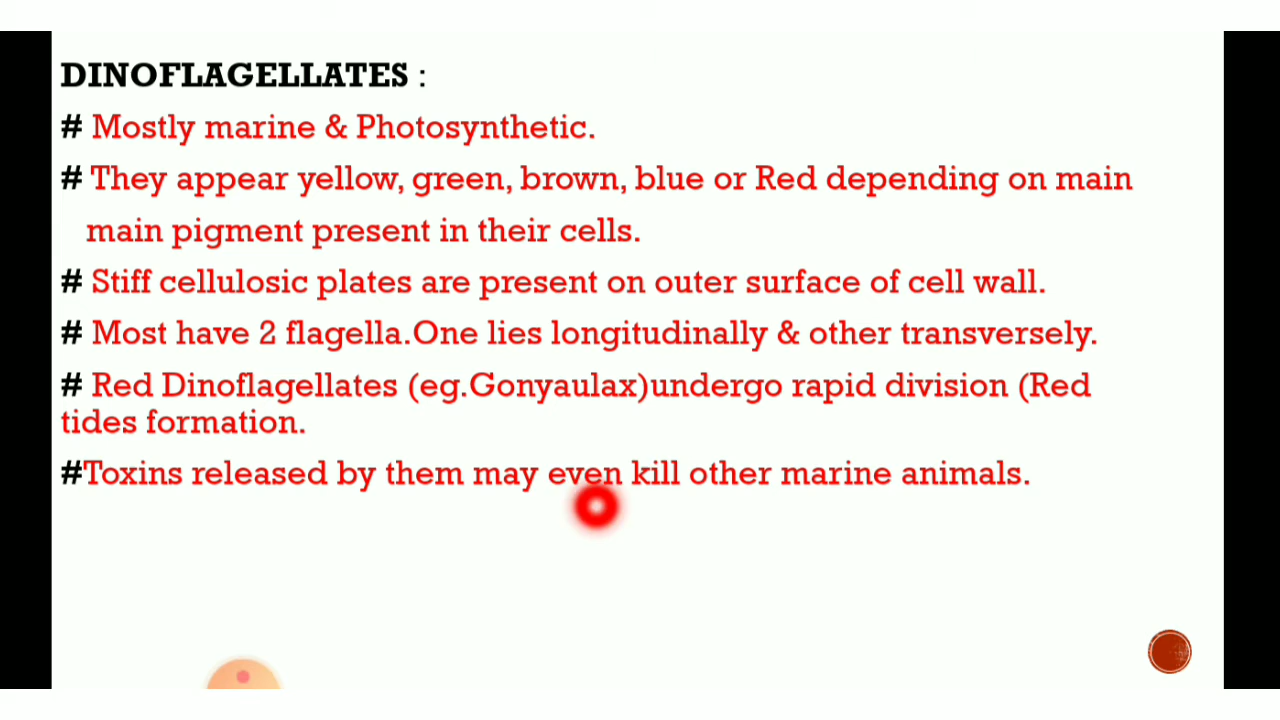 DINOFLAGELLATES :
# Mostly marine & Photosynthetic.
# They appear yellow, green, brown, blue or Red depending on main
main pigment present in their cells.
# Stiff cellulosic plates are present on outer surface of cell wall.
# Most have 2 flagella.One lies longitudinally & other transversely.
# Red Dinoflagellates (eg.Gonyaulax)undergo rapid division (Red
tides formation.
#Toxins released by them may even kill other marine animals.